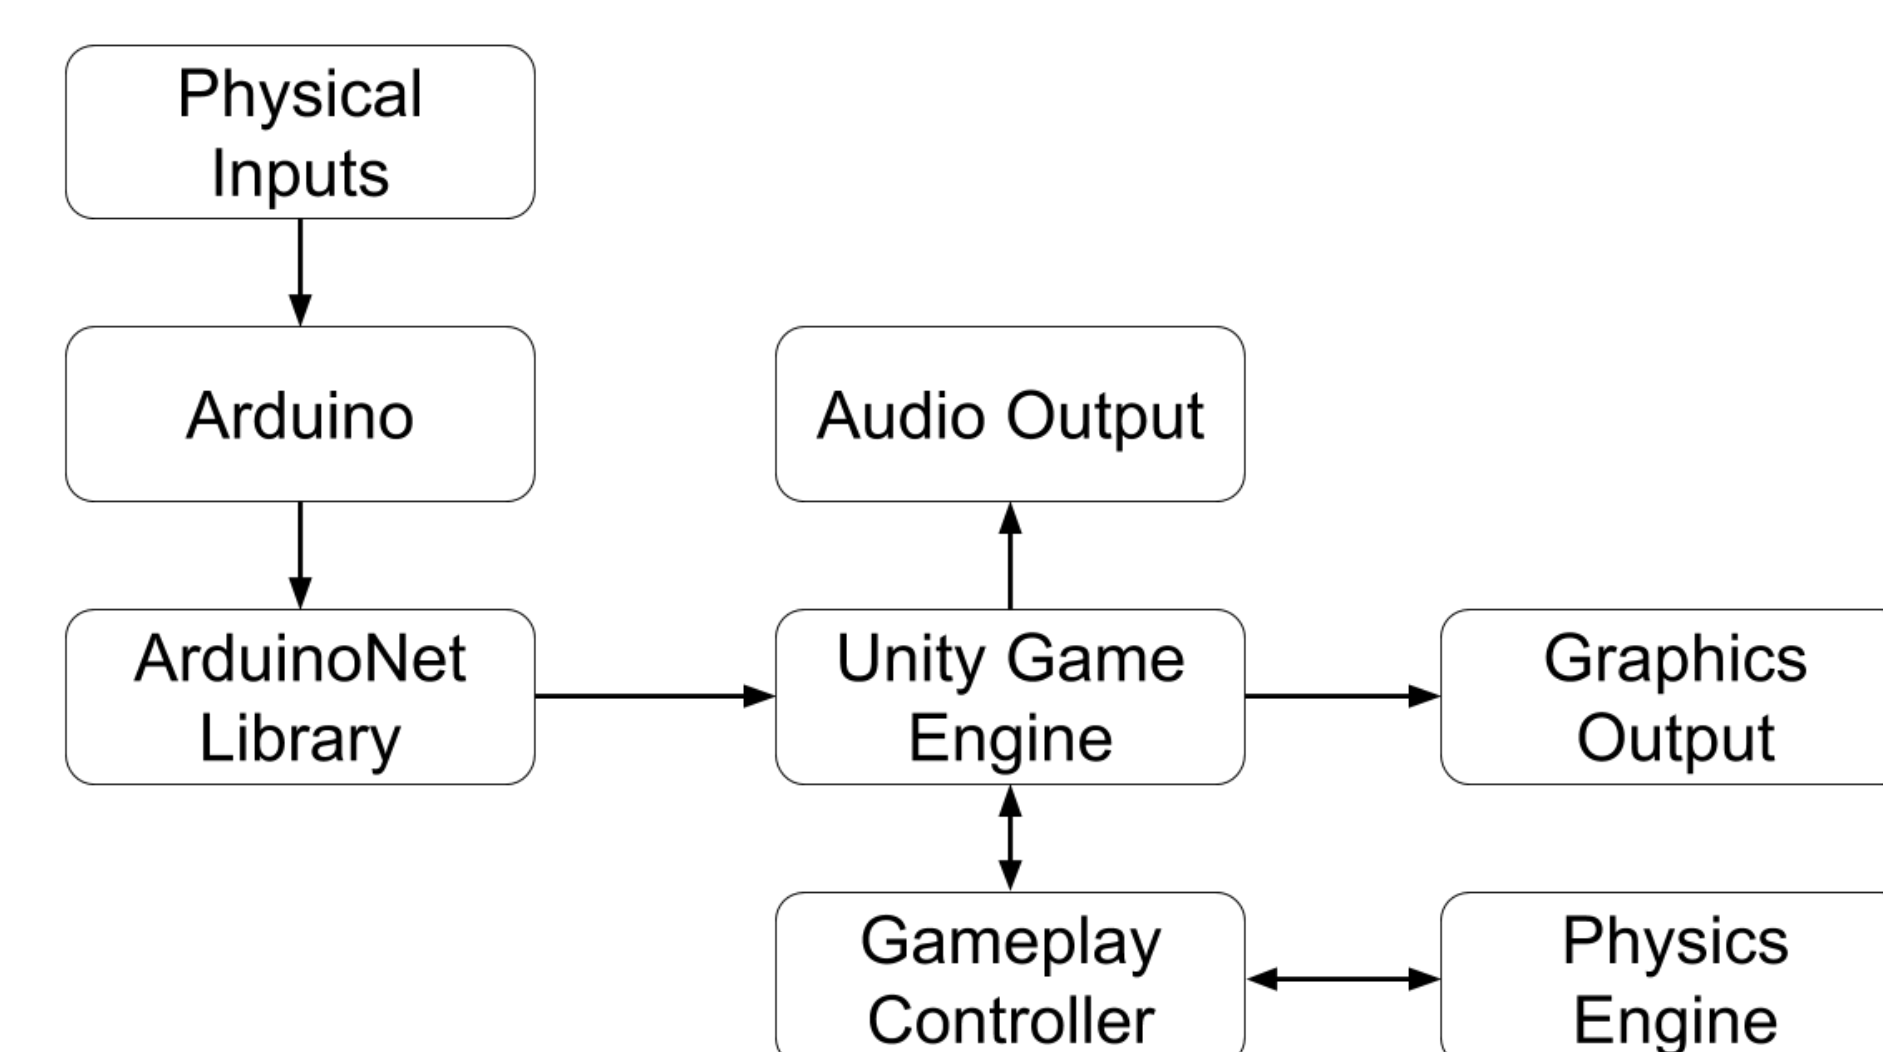 Physical
Inputs
Arduino
Audio Output
ArduinoNet
Library
Unity Game
Engine
Graphics
Output
Gameplay
Controller
Physics
Engine